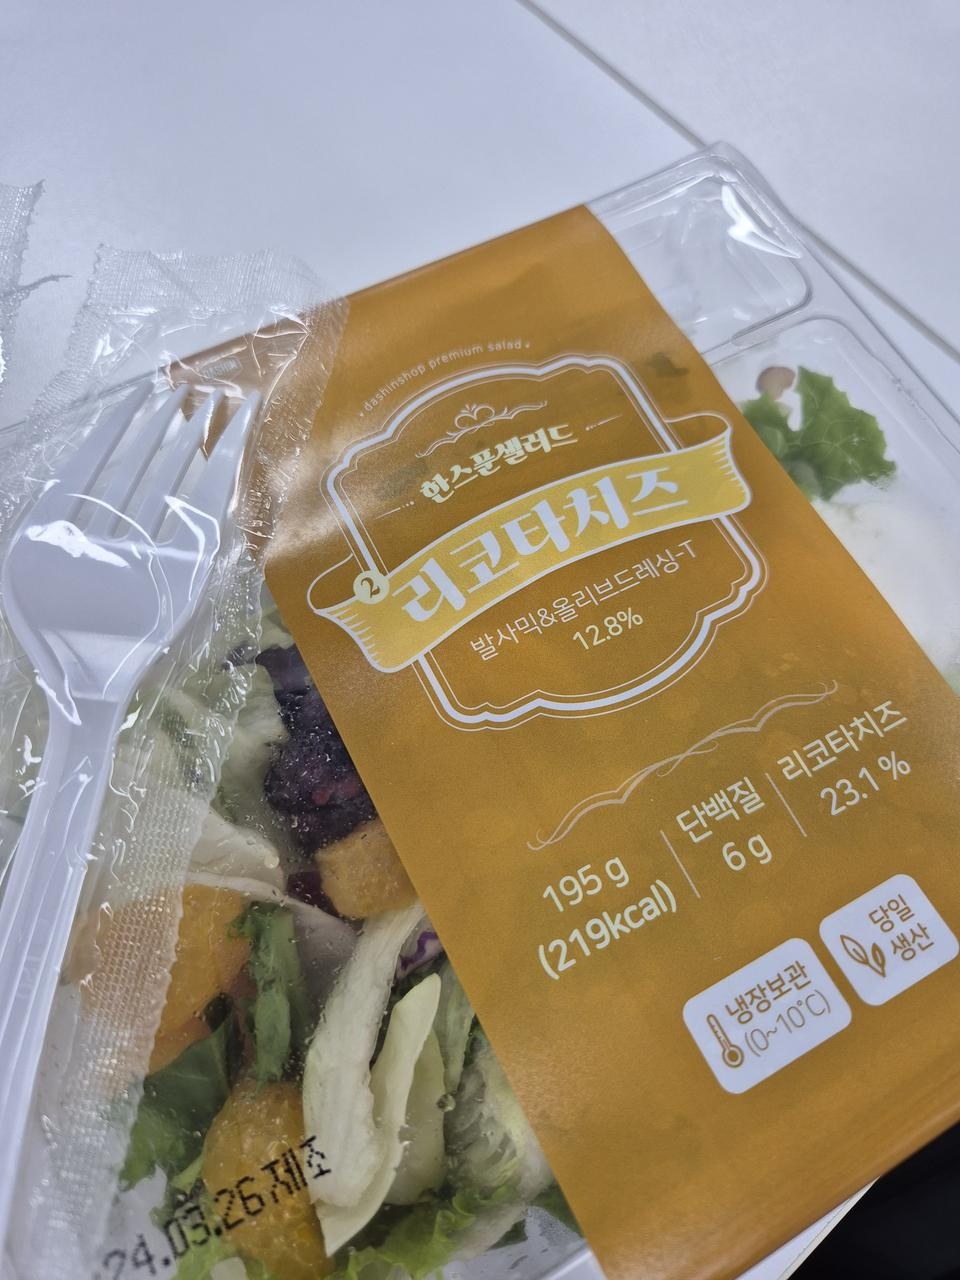 dashinshop premium salad
한스푼샐러드
2 리코타치즈
발사믹&올리브드레싱-T
12.8%
195g
(219kcal)
단백질
6g
리코타치즈
23.1%
냉장보관
(0~10℃)
당일
생산
24.03.26 제조